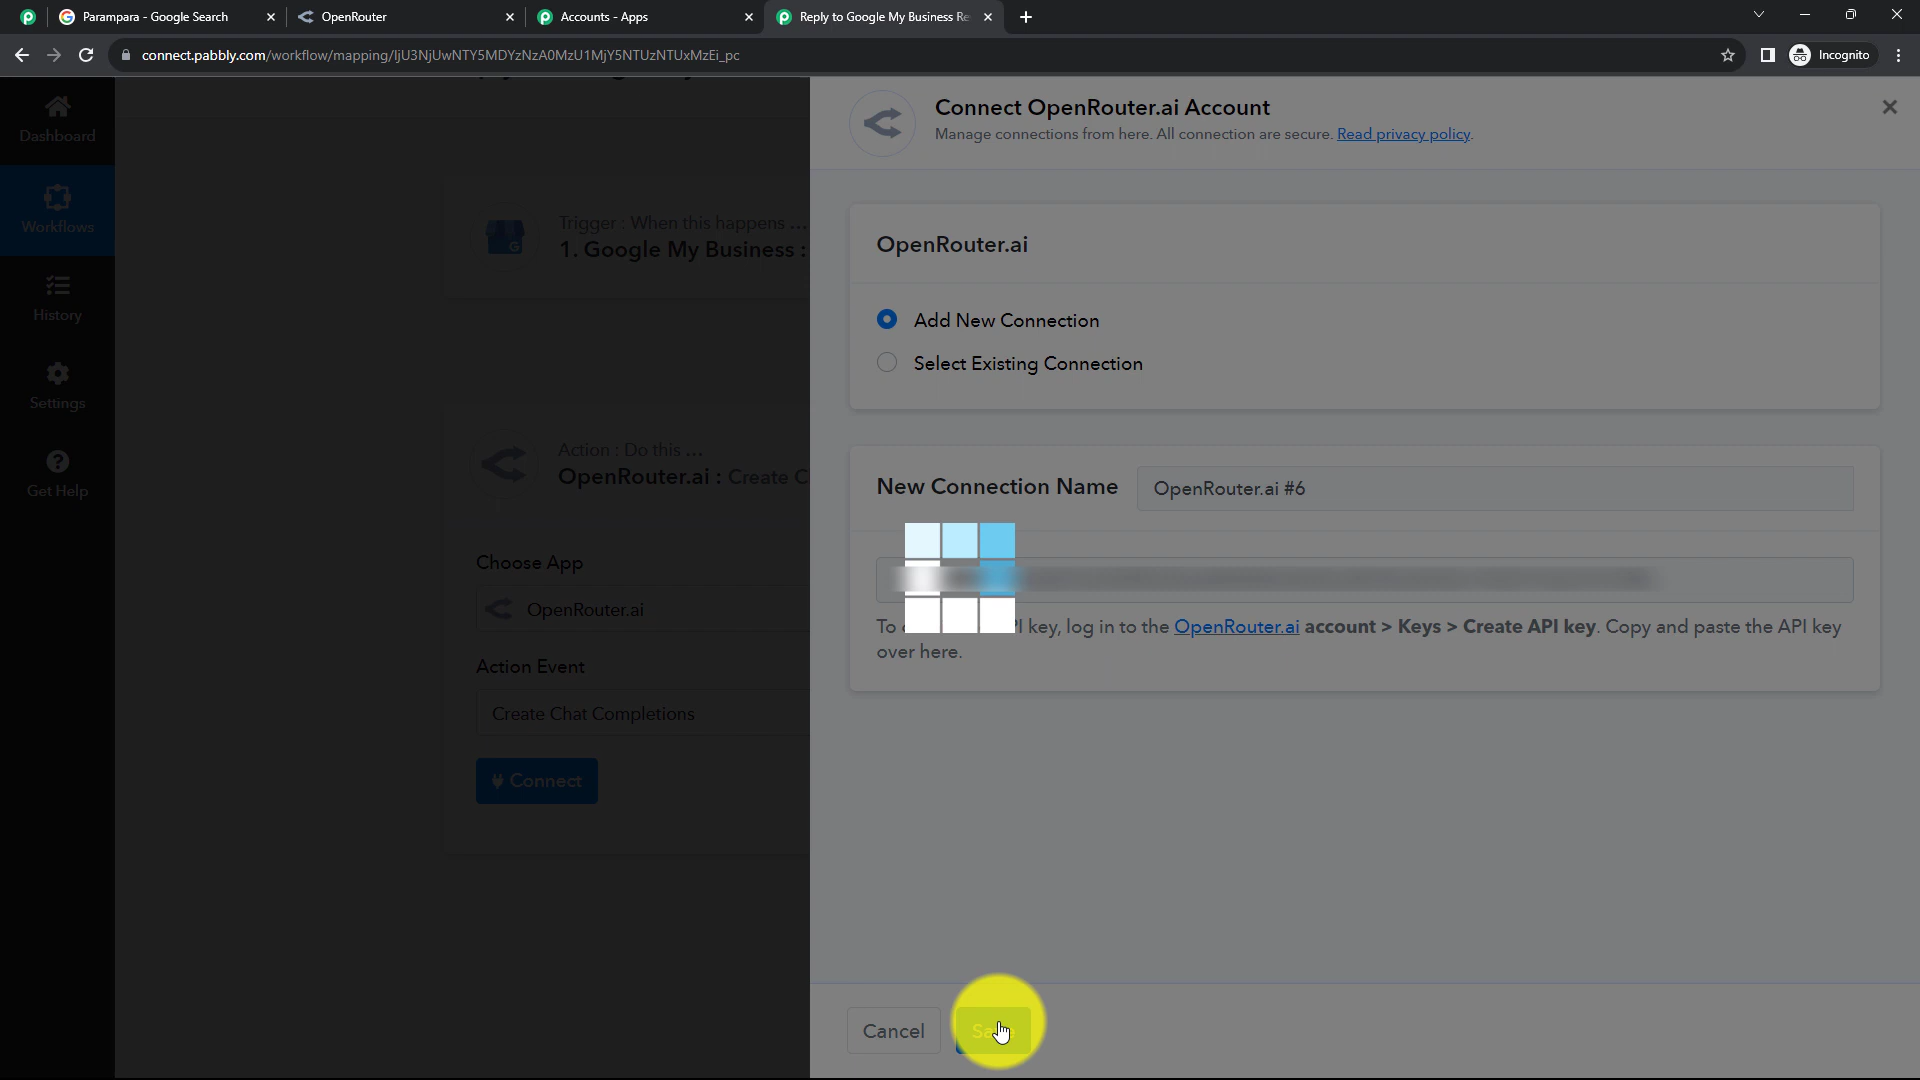 Parampara - Google Search
OpenRouter
Accounts - Apps
Reply to Google My Business Re
connect.pabbly.com/workflow/mapping/IjU3NjUwNTY5MDYzNzA0MzU1MjY5NTUzNTUxMzEi_pc
Incognito
Dashboard
Workflows
History
Settings
Get Help
Trigger : When this happens ...
1. Google My Business :
Action : Do this ...
OpenRouter.ai : Create C
Choose App
OpenRouter.ai
Action Event
Create Chat Completions
Connect
Connect OpenRouter.ai Account
Manage connections from here. All connection are secure. Read privacy policy.
OpenRouter.ai
Add New Connection
Select Existing Connection
New Connection Name
OpenRouter.ai #6
To key, log in to the OpenRouter.ai account > Keys > Create API key. Copy and paste the API key
over here.
Cancel